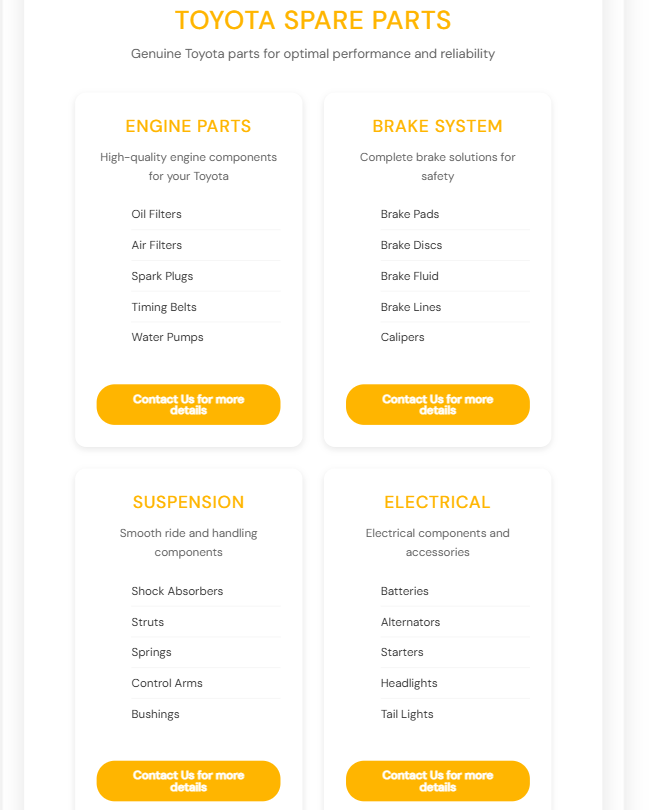 TOYOTA SPARE PARTS
Genuine Toyota parts for optimal performance and reliability
ENGINE PARTS
High-quality engine components
for your Toyota
Oil Filters
Air Filters
Spark Plugs
Timing Belts
Water Pumps
Contact Us for more
details
BRAKE SYSTEM
Complete brake solutions for
safety
Brake Pads
Brake Discs
Brake Fluid
Brake Lines
Calipers
Contact Us for more
details
SUSPENSION
Smooth ride and handling
components
Shock Absorbers
Struts
Springs
Control Arms
Bushings
Contact Us for more
details
ELECTRICAL
Electrical components and
accessories
Batteries
Alternators
Starters
Headlights
Tail Lights
Contact Us for more
details